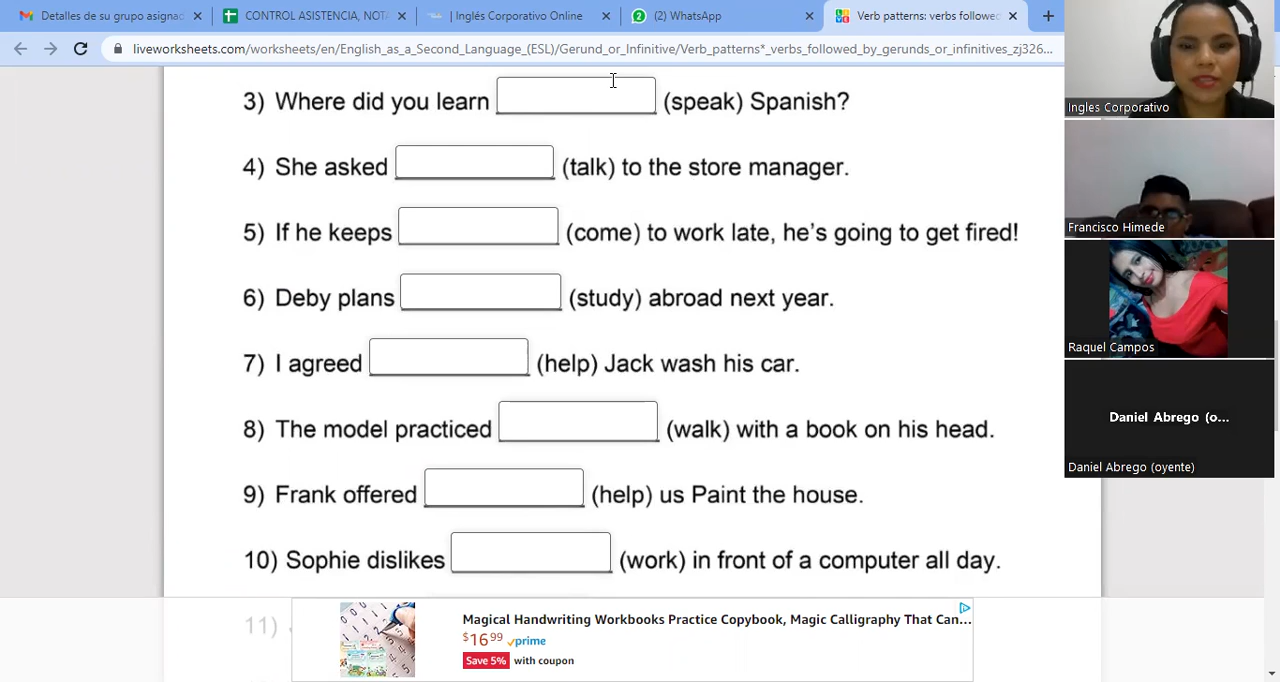 Detalles de su grupo asignad
CONTROL ASISTENCIA, NOTA
| Inglés Corporativo Online
(2) WhatsApp
Verb patterns: verbs followed
liveworksheets.com/worksheets/en/English_as_a_Second_Language_(ESL)/Gerund_or_Infinitive/Verb_patterns*_verbs_followed_by_gerunds_or_infinitives_zj326...
3) Where did you learn (speak) Spanish?
4) She asked (talk) to the store manager.
5) If he keeps (come) to work late, he's going to get fired!
6) Deby plans (study) abroad next year.
7) I agreed (help) Jack wash his car.
8) The model practiced (walk) with a book on his head.
9) Frank offered (help) us Paint the house.
10) Sophie dislikes (work) in front of a computer all day.
11)
Magical Handwriting Workbooks Practice Copybook, Magic Calligraphy That Can...
$16 99 prime
Save 5% with coupon
Ingles Corporativo
Francisco Himede
Raquel Campos
Daniel Abrego (o...
Daniel Abrego (oyente)